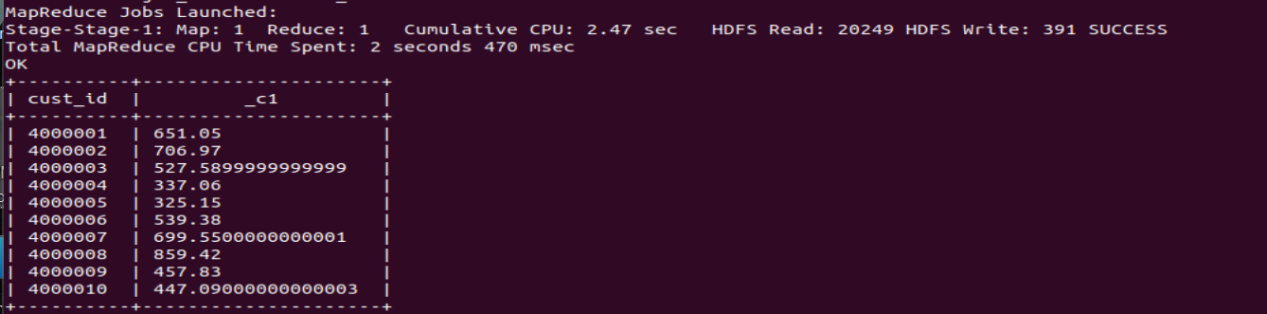 MapReduce Jobs Launched:
Stage-Stage-1: Map: 1  Reduce: 1   Cumulative CPU: 2.47 sec   HDFS Read: 20249 HDFS Write: 391 SUCCESS
Total MapReduce CPU Time Spent: 2 seconds 470 msec
OK
+----------+---------------------+
| cust_id  |         _c1         |
+----------+---------------------+
| 4000001  | 651.05              |
| 4000002  | 706.97              |
| 4000003  | 527.5899999999999   |
| 4000004  | 337.06              |
| 4000005  | 325.15              |
| 4000006  | 539.38              |
| 4000007  | 699.5500000000001   |
| 4000008  | 859.42              |
| 4000009  | 457.83              |
| 4000010  | 447.09000000000003  |
+----------+---------------------+